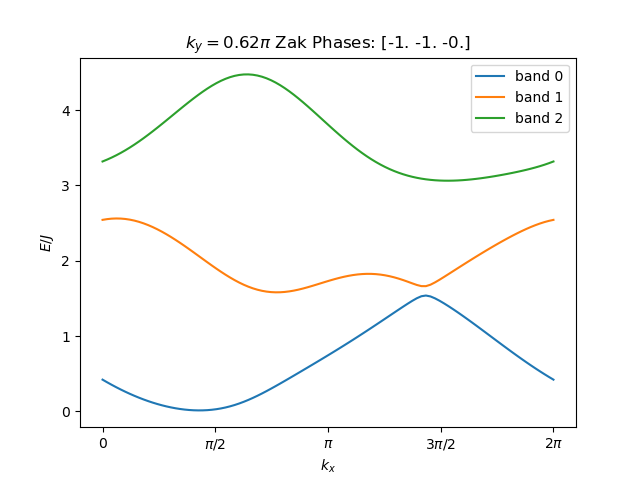 k_y = 0.62π Zak Phases: [-1. -1. -0.]
band 0
band 1
band 2
4
3
2
1
0
E/J
0 π/2 π 3π/2 2π
k_x